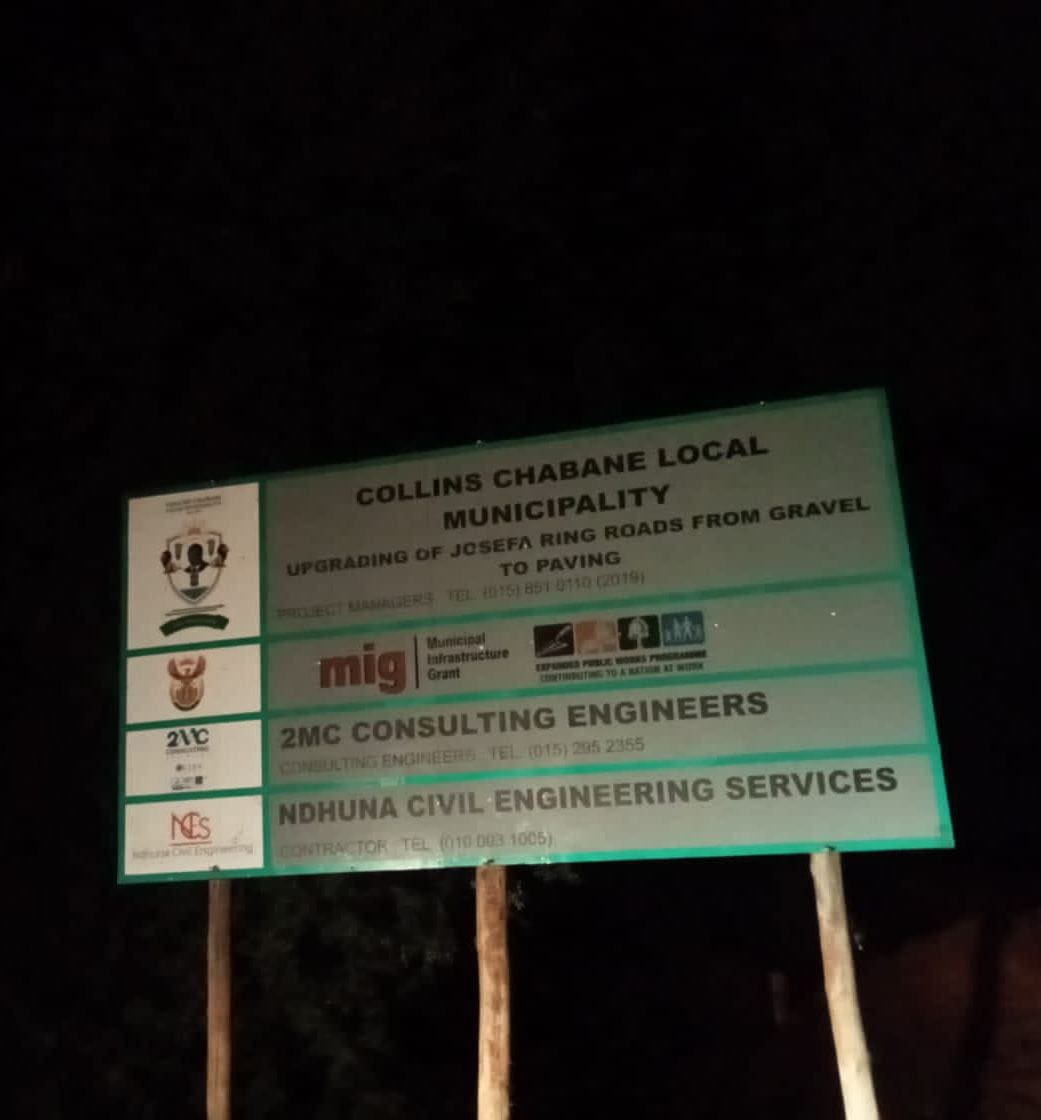 COLLINS CHABANE LOCAL
MUNICIPALITY
UPGRADING OF JOSEFA RING ROADS FROM GRAVEL
TO PAVING
PROJECT MANAGERS TEL. (015) 851 0110 (2019)
mig
Municipal
Infrastructure
Grant
EXPANDED PUBLIC WORKS PROGRAMME
CONTRIBUTING TO A NATION AT WORK
2MC
CONSULTING
2MC CONSULTING ENGINEERS
CONSULTING ENGINEERS TEL. (015) 295 2355
NCES
Ndhuna Civil Engineering
NDHUNA CIVIL ENGINEERING SERVICES
CONTRACTOR TEL (010 003 1005)